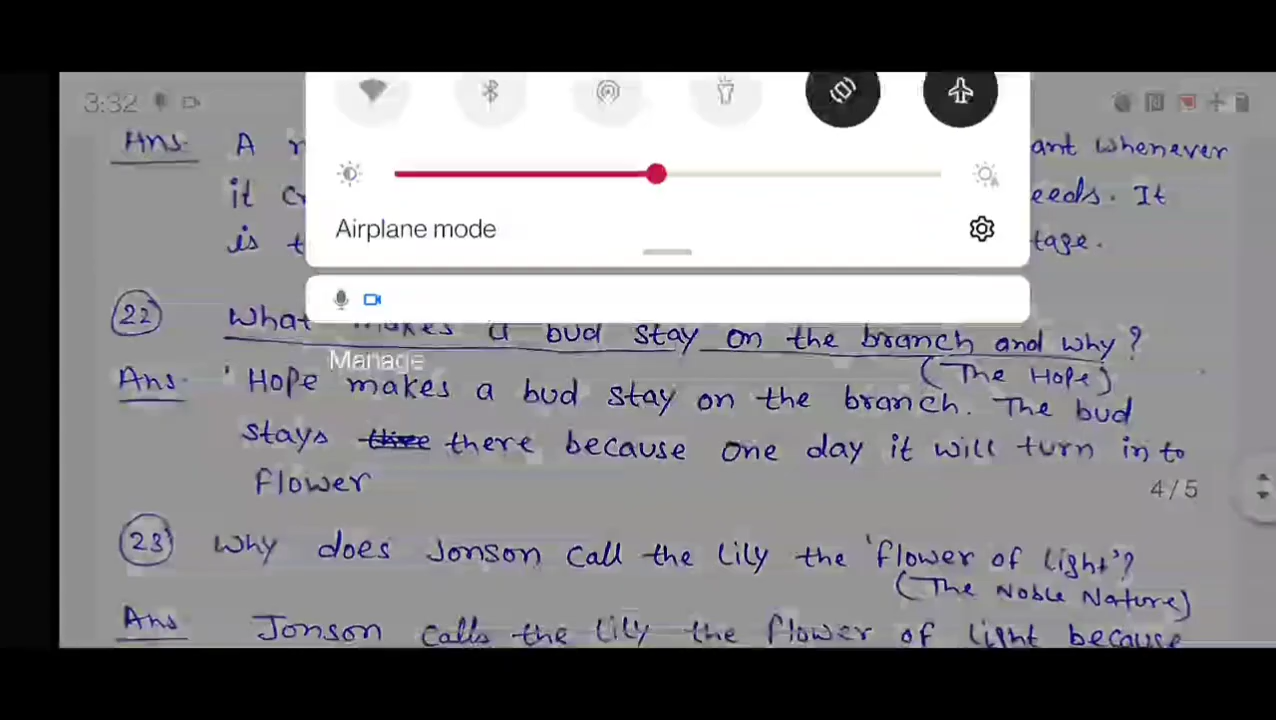 3:32
Airplane mode
Manage
Ans. A ant whenever
it eeds. It
is tage.
22 What makes a bud stay on the branch and why?
(The Hope)
Ans. Hope makes a bud stay on the branch. The bud
stays there because one day it will turn in to
Flower
4/5
23 Why does Jonson call the lily the 'flower of light'?
(The Noble Nature)
Ans Jonson calls the lily the flower of light because